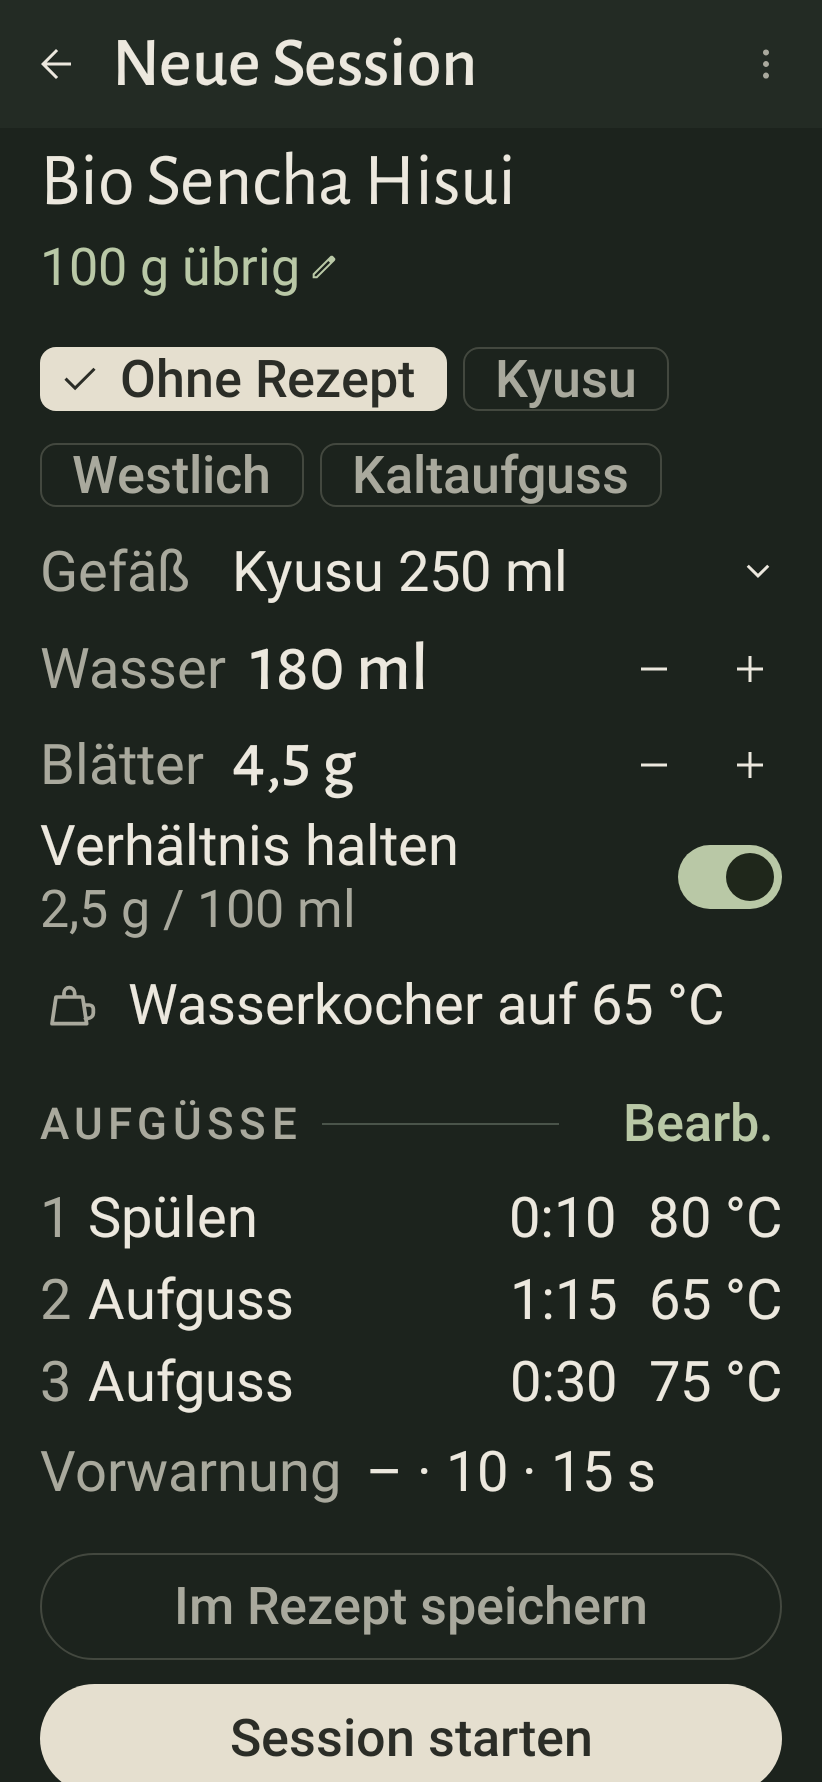 Neue Session
Bio Sencha Hisui
100 g übrig
Ohne Rezept Kyusu
Westlich Kaltaufguss
Gefäß Kyusu 250 ml
Wasser 180 ml
Blätter 4,5 g
Verhältnis halten
2,5 g / 100 ml
Wasserkocher auf 65 °C
AUFGÜSSE Bearb.
1 Spülen 0:10 80 °C
2 Aufguss 1:15 65 °C
3 Aufguss 0:30 75 °C
Vorwarnung – · 10 · 15 s
Im Rezept speichern
Session starten